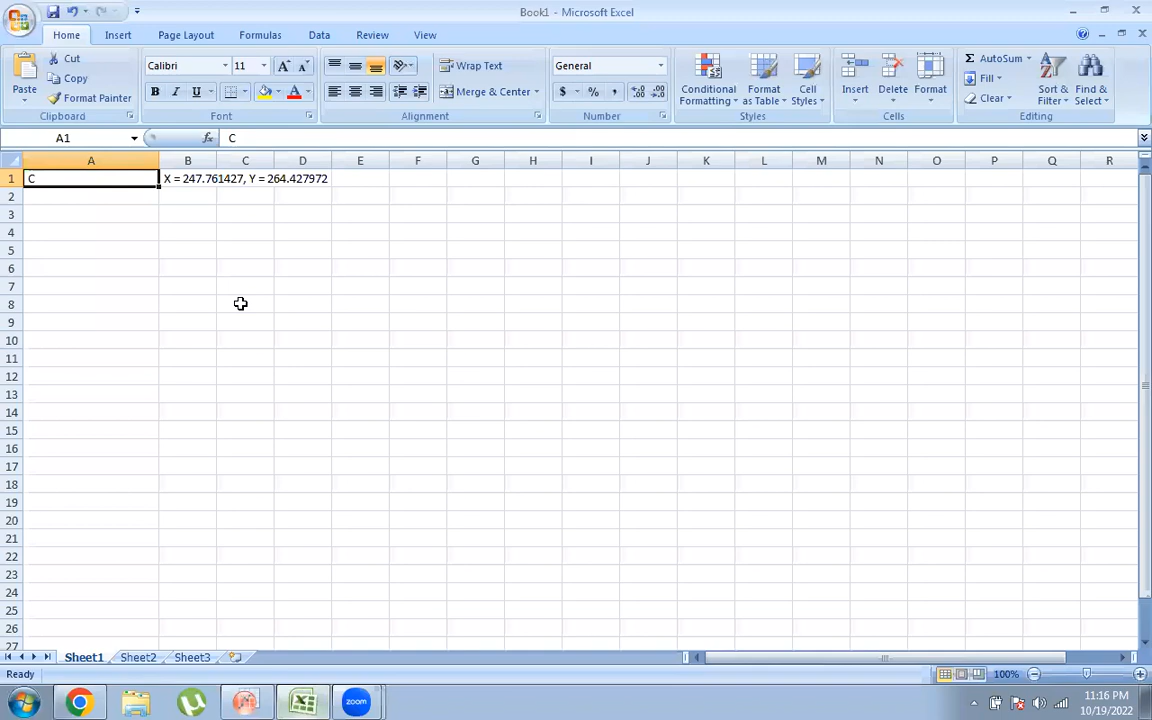 Book1 - Microsoft Excel
Home Insert Page Layout Formulas Data Review View
Cut
Copy
Format Painter
Paste
Clipboard
Calibri 11
B I U
A
Font
Wrap Text
Merge & Center
Alignment
General
$ % ,
Number
Conditional Formatting
Format as Table
Cell Styles
Styles
Insert Delete Format
Cells
Σ AutoSum
Fill
Clear
Sort & Filter
Find & Select
Editing
A1 fx C
A B C D E F G H I J K L M N O P Q R
1 C X = 247.761427, Y = 264.427972
2
3
4
5
6
7
8
9
10
11
12
13
14
15
16
17
18
19
20
21
22
23
24
25
26
27
Sheet1 Sheet2 Sheet3
Ready 100%
zoom
11:16 PM
10/19/2022